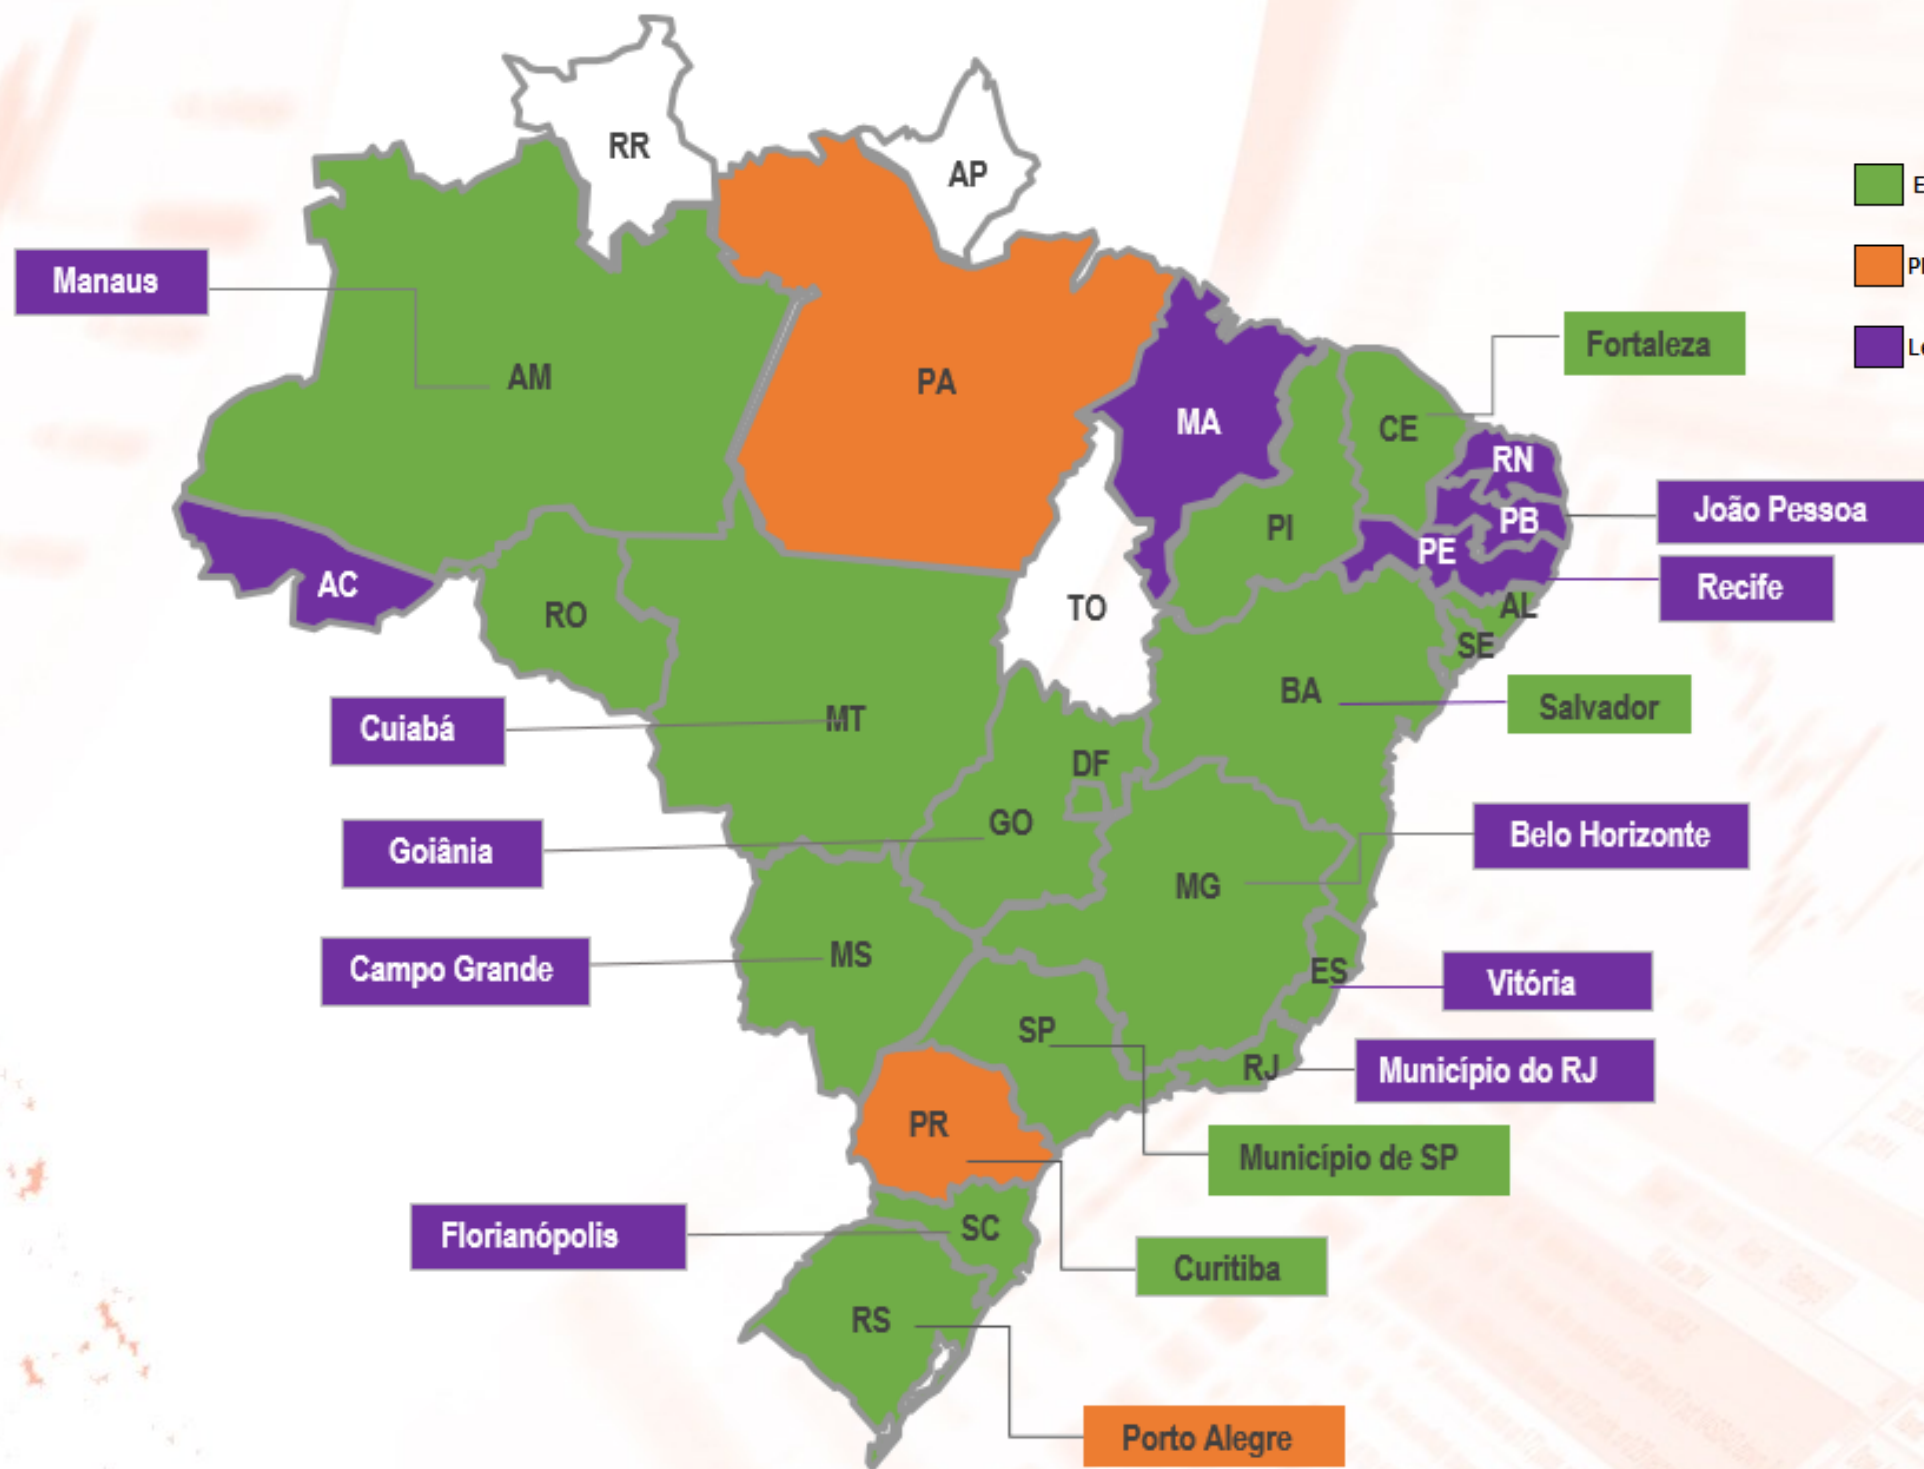 RR
AP
E
Manaus
PL
Fortaleza
Le
AM
PA
MA
CE
RN
João Pessoa
PB
PI
PE
Recife
AC
TO
AL
RO
SE
BA
Salvador
Cuiabá
MT
DF
GO
Goiânia
Belo Horizonte
MG
MS
Campo Grande
ES
Vitória
SP
RJ
Município do RJ
PR
Município de SP
Florianópolis
SC
Curitiba
RS
Porto Alegre